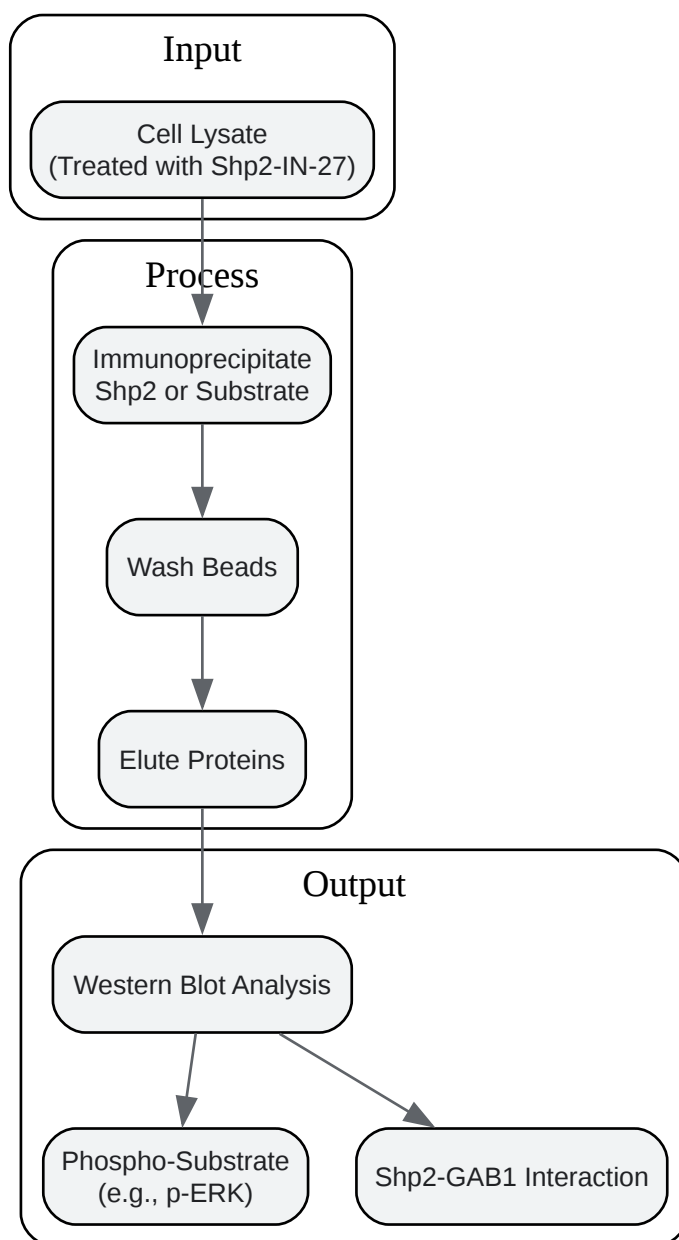 Input
Cell Lysate
(Treated with Shp2-IN-27)
Process
Immunoprecipitate
Shp2 or Substrate
Wash Beads
Elute Proteins
Output
Western Blot Analysis
Phospho-Substrate
(e.g., p-ERK)
Shp2-GAB1 Interaction